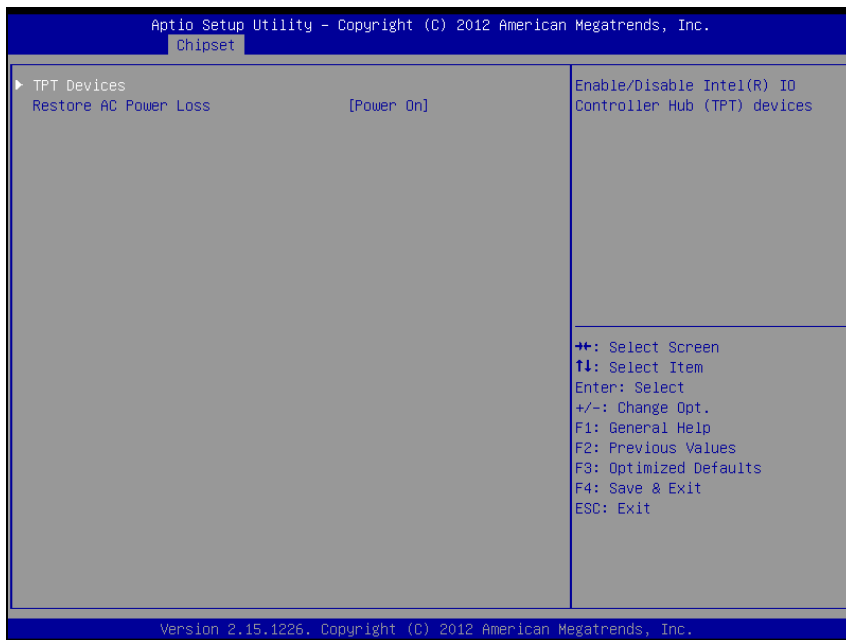 Aptio Setup Utility – Copyright (C) 2012 American Megatrends, Inc.
Chipset
▶ TPT Devices
Restore AC Power Loss [Power On]
Enable/Disable Intel(R) IO
Controller Hub (TPT) devices
→←: Select Screen
↑↓: Select Item
Enter: Select
+/-: Change Opt.
F1: General Help
F2: Previous Values
F3: Optimized Defaults
F4: Save & Exit
ESC: Exit
Version 2.15.1226. Copyright (C) 2012 American Megatrends, Inc.